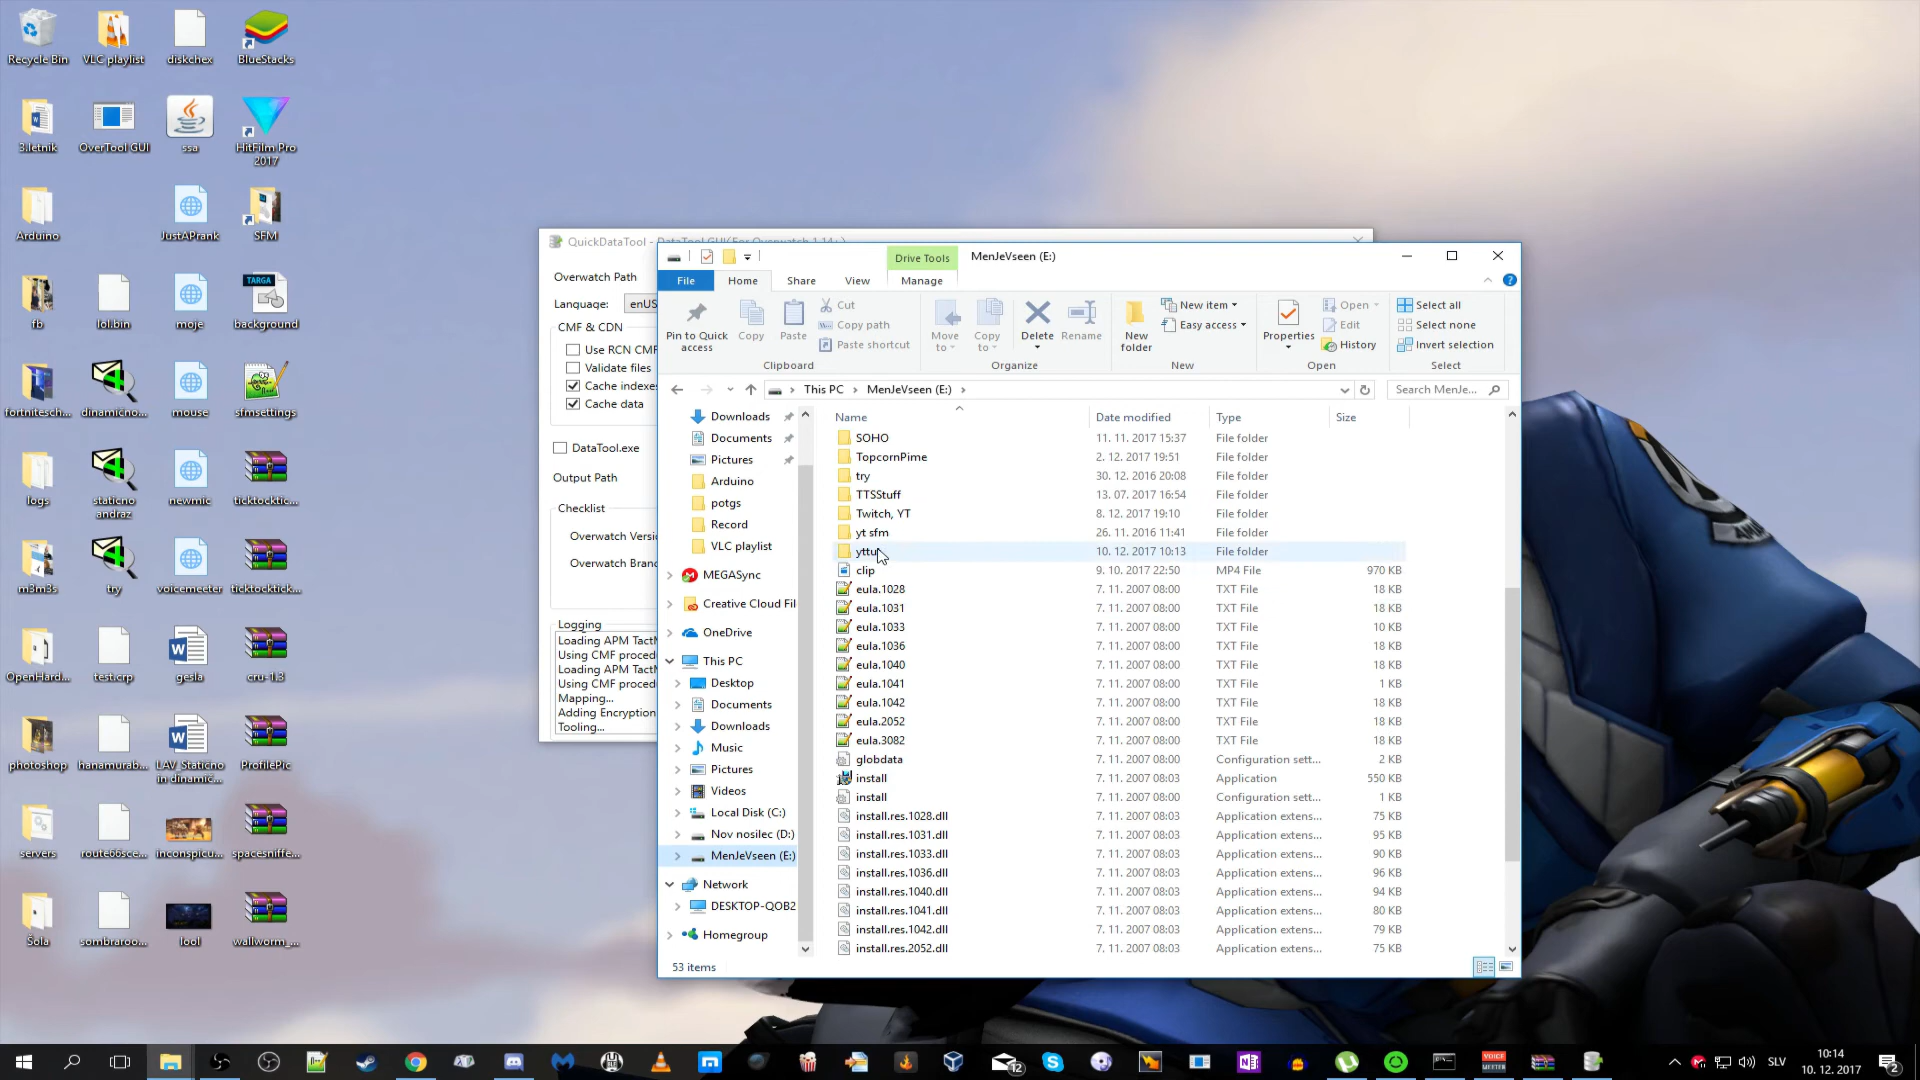 Recycle Bin
VLC playlist
diskchex
BlueStacks
3.letnik
OverTool GUI
ssa
HitFilm Pro
2017
Arduino
JustAPrank
SFM
fb
lol.bin
moje
TARGA
background
fortnitesch...
dinamično...
mouse
sfmsettings
logs
statično
andraz
newmic
ticktocktic...
m3m3s
try
voicemeeter
ticktocktick...
OpenHard...
test.crp
gesla
cru-1.3
photoshop
hanamurab...
LAV Statično
in dinamič...
ProfilePic
servers
route66sce...
inconspicu...
spacesniffe...
Šola
sombraroo...
lool
wallworm_...
QuickDataTool - DataTool GUI(For Overwatch 1.14+)
Overwatch Path
Language:
enUS
CMF & CDN
Use RCN CMF
Validate files
Cache indexes
Cache data
DataTool.exe
Output Path
Checklist
Overwatch Versi
Overwatch Branc
Logging
Loading APM TactM
Using CMF procedu
Loading APM TactM
Using CMF procedu
Mapping...
Adding Encryption
Tooling...
Drive Tools
MenJeVseen (E:)
File
Home
Share
View
Manage
Pin to Quick
access
Copy
Paste
Cut
Copy path
Paste shortcut
Clipboard
Move
to
Copy
to
Delete
Rename
Organize
New
folder
New item
Easy access
New
Properties
Open
Edit
History
Open
Select all
Select none
Invert selection
Select
This PC
MenJeVseen (E:)
Search MenJe...
Downloads
Documents
Pictures
Arduino
potgs
Record
VLC playlist
MEGASync
Creative Cloud Fil
OneDrive
This PC
Desktop
Documents
Downloads
Music
Pictures
Videos
Local Disk (C:)
Nov nosilec (D:)
MenJeVseen (E:)
Network
DESKTOP-QOB2
Homegroup
Name Date modified Type Size
SOHO 11. 11. 2017 15:37 File folder
TopcornPime 2. 12. 2017 19:51 File folder
try 30. 12. 2016 20:08 File folder
TTSStuff 13. 07. 2017 16:54 File folder
Twitch, YT 8. 12. 2017 19:10 File folder
yt sfm 26. 11. 2016 11:41 File folder
yttu 10. 12. 2017 10:13 File folder
clip 9. 10. 2017 22:50 MP4 File 970 KB
eula.1028 7. 11. 2007 08:00 TXT File 18 KB
eula.1031 7. 11. 2007 08:00 TXT File 18 KB
eula.1033 7. 11. 2007 08:00 TXT File 10 KB
eula.1036 7. 11. 2007 08:00 TXT File 18 KB
eula.1040 7. 11. 2007 08:00 TXT File 18 KB
eula.1041 7. 11. 2007 08:00 TXT File 1 KB
eula.1042 7. 11. 2007 08:00 TXT File 18 KB
eula.2052 7. 11. 2007 08:00 TXT File 18 KB
eula.3082 7. 11. 2007 08:00 TXT File 18 KB
globdata 7. 11. 2007 08:00 Configuration sett... 2 KB
install 7. 11. 2007 08:03 Application 550 KB
install 7. 11. 2007 08:00 Configuration sett... 1 KB
install.res.1028.dll 7. 11. 2007 08:03 Application extens... 75 KB
install.res.1031.dll 7. 11. 2007 08:03 Application extens... 95 KB
install.res.1033.dll 7. 11. 2007 08:03 Application extens... 90 KB
install.res.1036.dll 7. 11. 2007 08:03 Application extens... 96 KB
install.res.1040.dll 7. 11. 2007 08:03 Application extens... 94 KB
install.res.1041.dll 7. 11. 2007 08:03 Application extens... 80 KB
install.res.1042.dll 7. 11. 2007 08:03 Application extens... 79 KB
install.res.2052.dll 7. 11. 2007 08:03 Application extens... 75 KB
53 items
12
VOICE
MEETER
SLV
10:14
10. 12. 2017
2